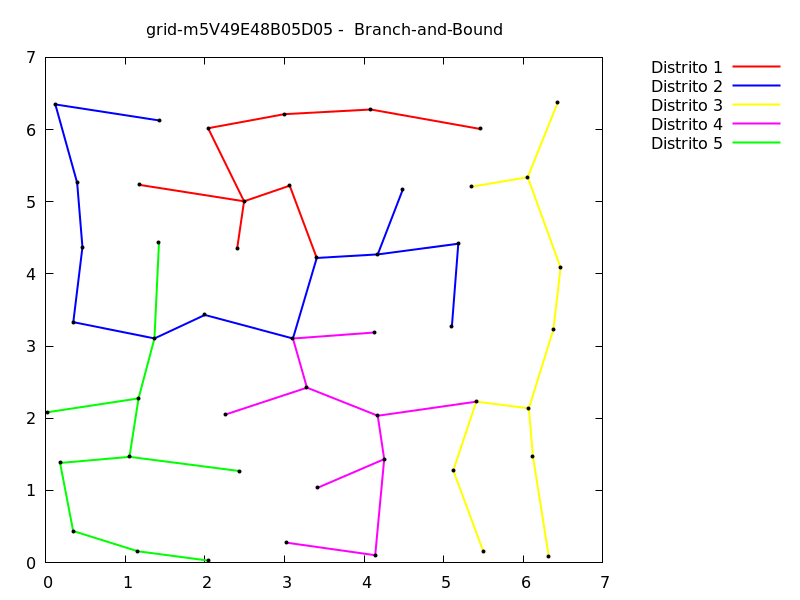 grid-m5V49E48B05D05 -  Branch-and-Bound
Distrito 1
Distrito 2
Distrito 3
Distrito 4
Distrito 5
7
6
5
4
3
2
1
0
0 1 2 3 4 5 6 7